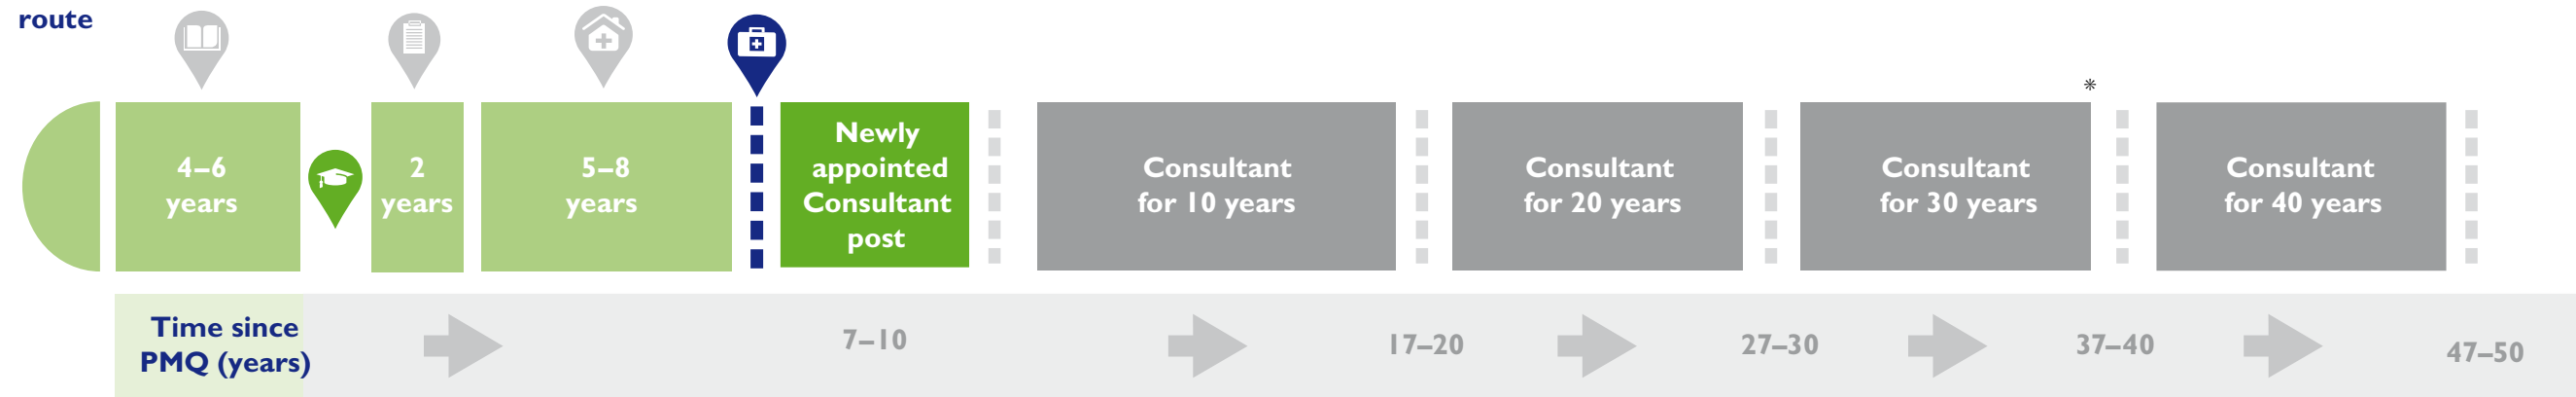 route
4–6
years
2
years
5–8
years
Newly
appointed
Consultant
post
Consultant
for 10 years
Consultant
for 20 years
*
Consultant
for 30 years
Consultant
for 40 years
Time since
PMQ (years)
7–10
17–20
27–30
37–40
47–50